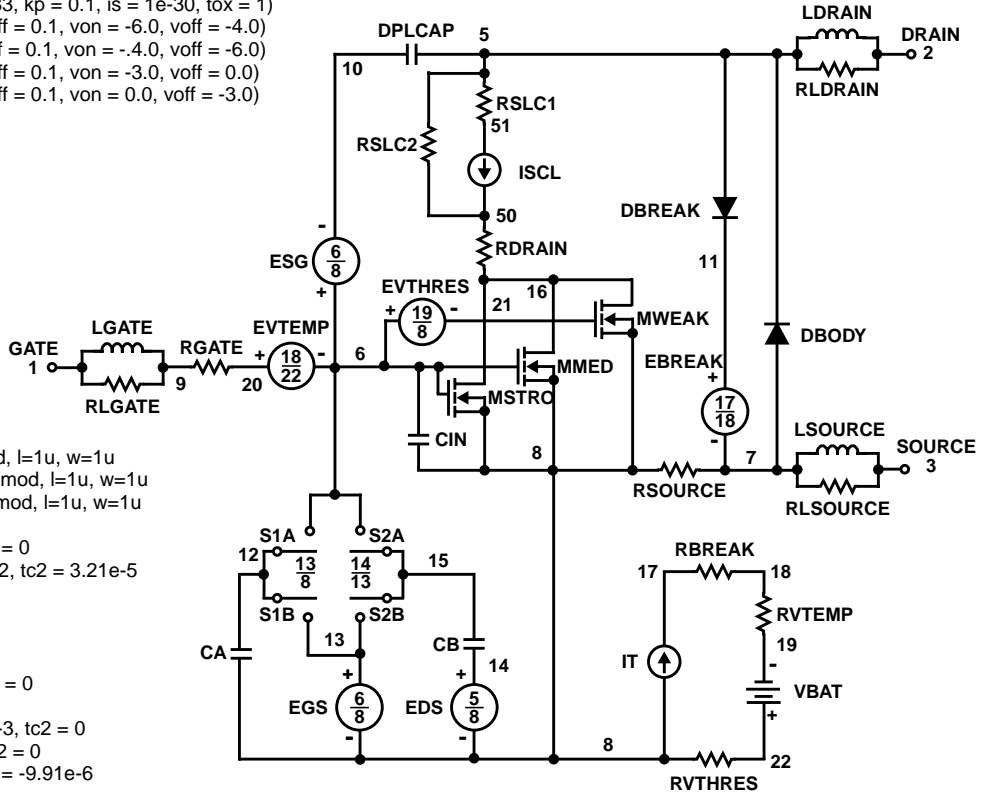 33, kp = 0.1, is = 1e-30, tox = 1)
ff = 0.1, von = -6.0, voff = -4.0)
f = 0.1, von = -.4.0, voff = -6.0)
ff = 0.1, von = -3.0, voff = 0.0)
ff = 0.1, von = 0.0, voff = -3.0)
DPLCAP
5
10
LDRAIN
DRAIN
2
RLDRAIN
RSLC1
51
RSLC2
ISCL
50
RDRAIN
DBREAK
11
-
ESG
6
8
+
EVTHRES
+
19
8
-
16
21
MWEAK
DBODY
LGATE
GATE
1
RLGATE
9
RGATE
20
EVTEMP
+
18
22
-
6
MMED
MSTRO
EBREAK
+
17
18
-
CIN
8
RSOURCE
7
LSOURCE
SOURCE
3
RLSOURCE
d, l=1u, w=1u
mod, l=1u, w=1u
mod, l=1u, w=1u
= 0
2, tc2 = 3.21e-5
= 0
-3, tc2 = 0
2 = 0
= -9.91e-6
S1A
S2A
12
13
8
14
13
15
S1B
S2B
13
CA
CB
14
+
EGS
6
8
-
+
EDS
5
8
-
8
RBREAK
17
18
RVTEMP
19
IT
-
VBAT
+
22
RVTHRES